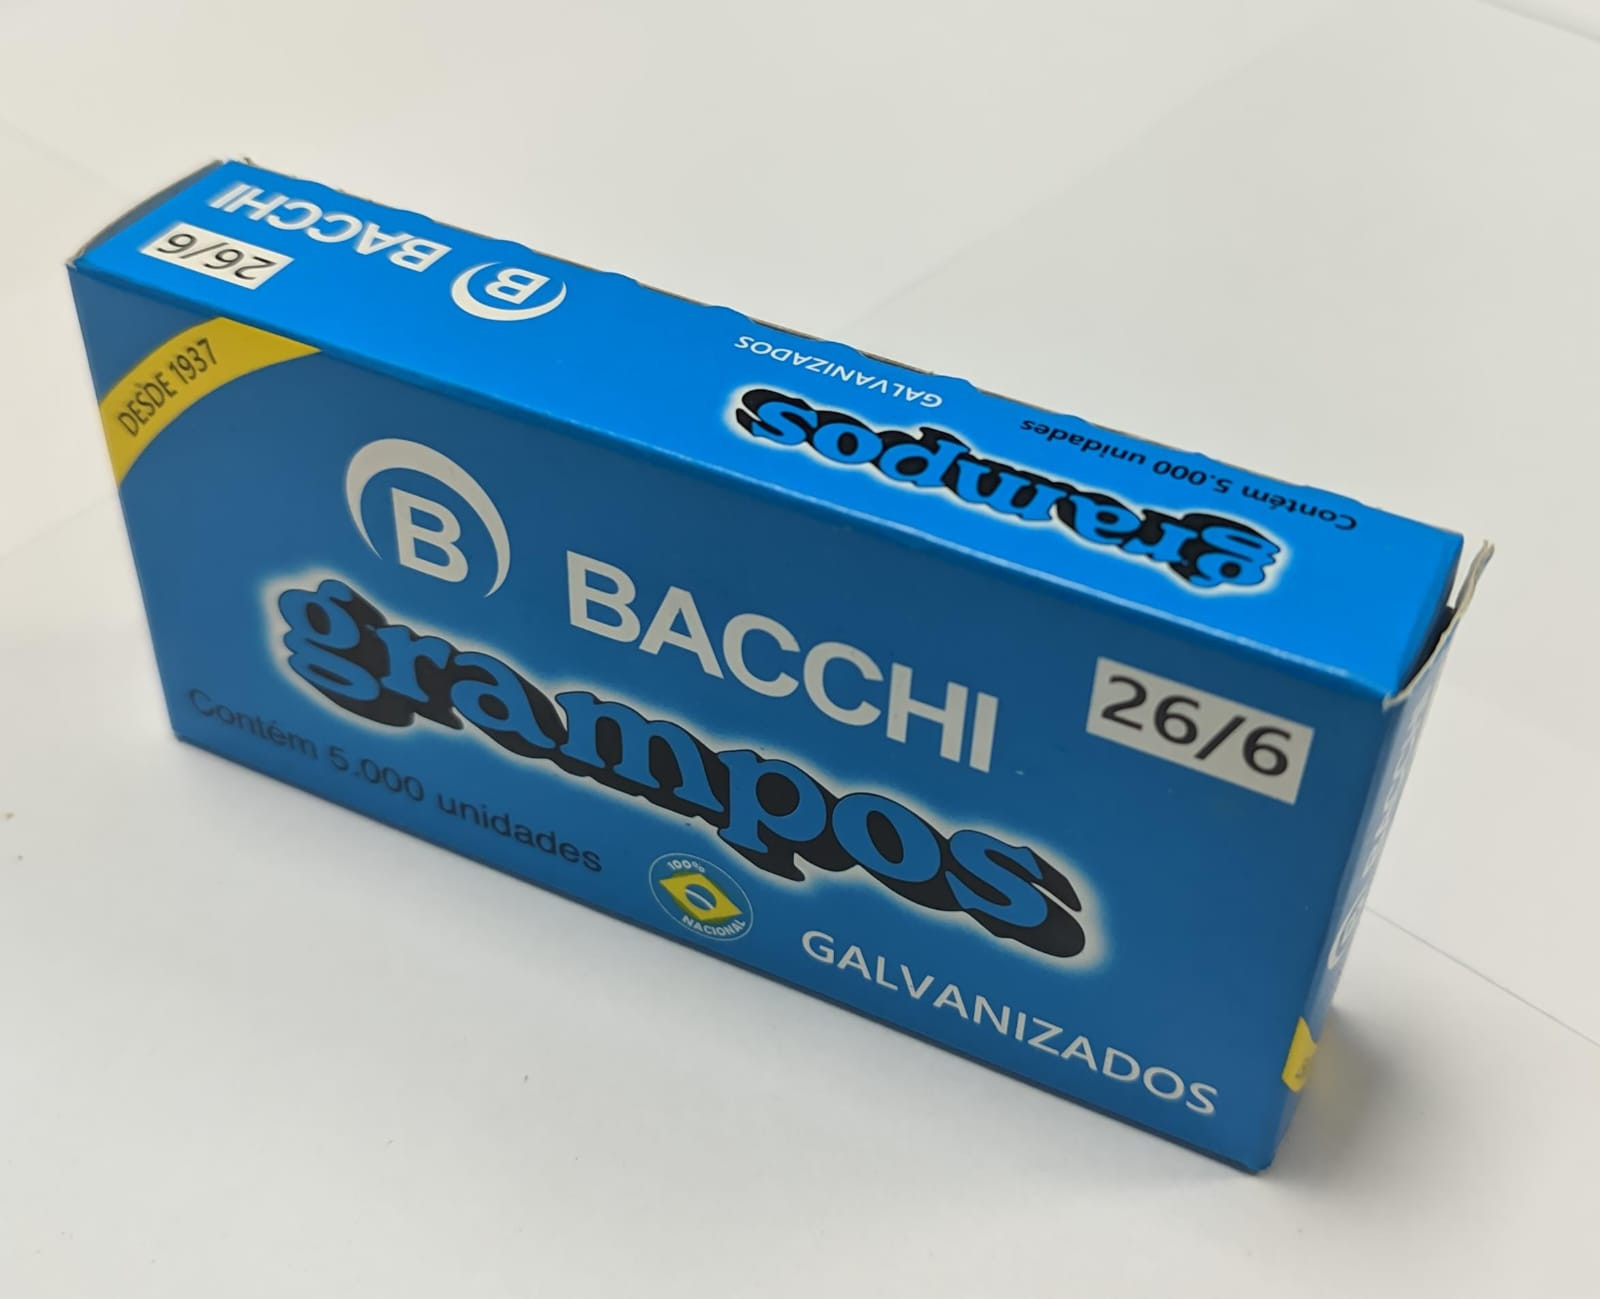 BACCHI
26/6
B
GALVANIZADOS
grampos
Contém 5.000 unidades
DESDE 1937
B
BACCHI
26/6
grampos
Contém 5.000 unidades
100%
NACIONAL
GALVANIZADOS